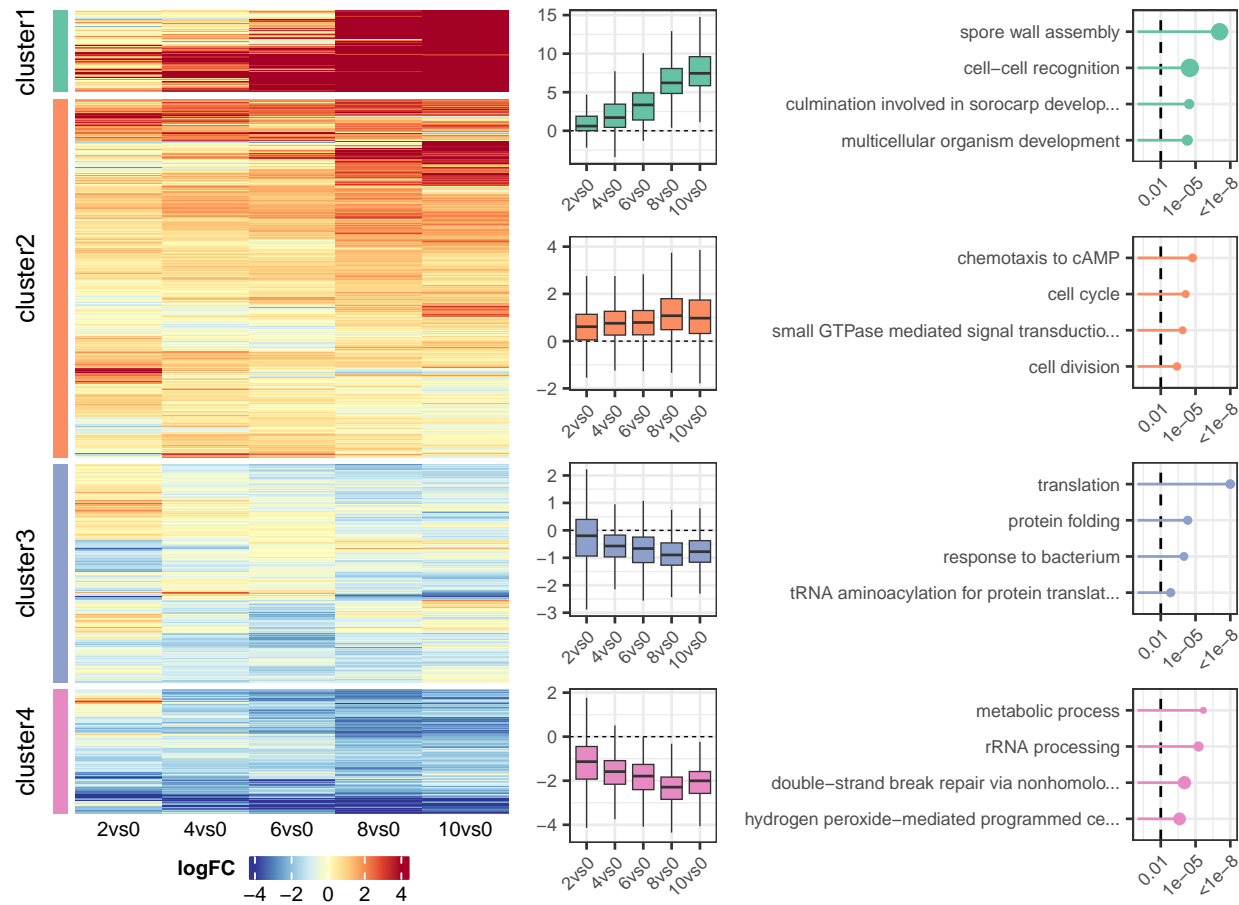 cluster1
cluster2
cluster3
cluster4
2vs0 4vs0 6vs0 8vs0 10vs0
logFC
−4 −2 0 2 4
15
10
5
0
2vs0 4vs0 6vs0 8vs0 10vs0
4
2
0
−2
2vs0 4vs0 6vs0 8vs0 10vs0
2
1
0
−1
−2
−3
2vs0 4vs0 6vs0 8vs0 10vs0
2
0
−2
−4
2vs0 4vs0 6vs0 8vs0 10vs0
spore wall assembly
cell−cell recognition
culmination involved in sorocarp develop...
multicellular organism development
0.01 1e−05 <1e−8
chemotaxis to cAMP
cell cycle
small GTPase mediated signal transductio...
cell division
0.01 1e−05 <1e−8
translation
protein folding
response to bacterium
tRNA aminoacylation for protein translat...
0.01 1e−05 <1e−8
metabolic process
rRNA processing
double−strand break repair via nonhomolo...
hydrogen peroxide−mediated programmed ce...
0.01 1e−05 <1e−8